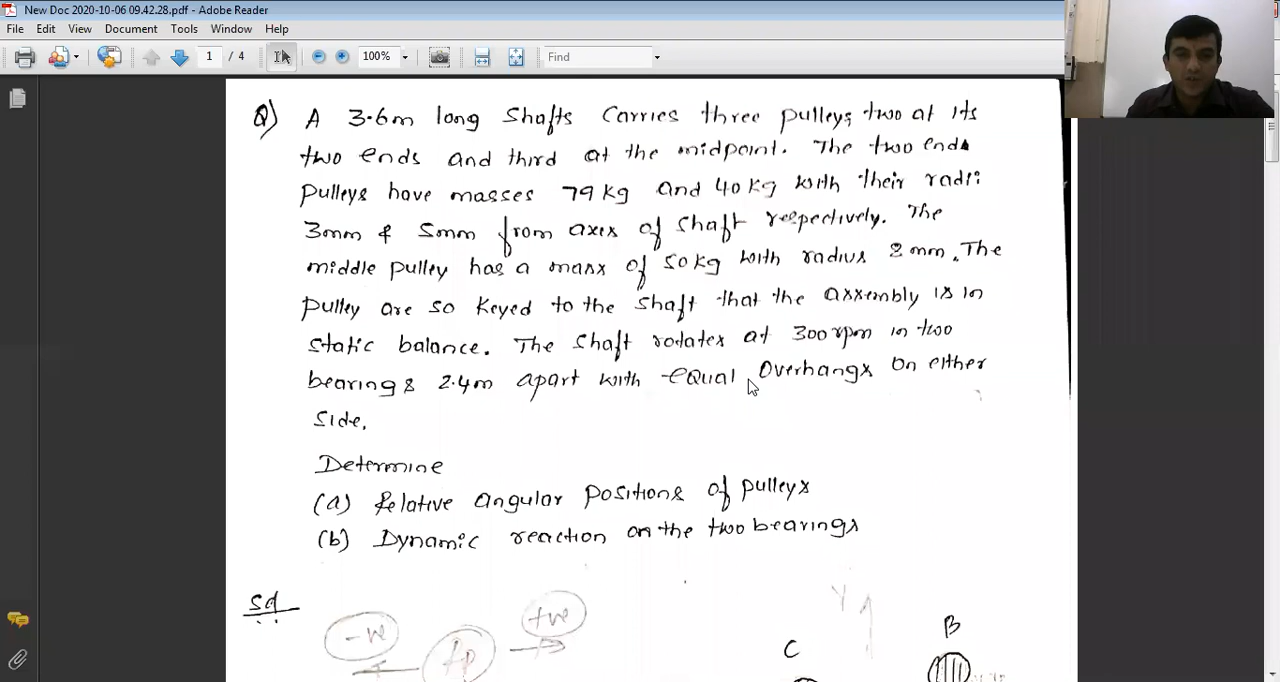 New Doc 2020-10-06 09.42.28.pdf - Adobe Reader
File Edit View Document Tools Window Help
1 / 4 100% Find
Q) A 3.6m long shafts carries three pulleys two at its
two ends and third at the midpoint. The two ends
pulleys have masses 79 kg and 40 kg with their radii
3mm & 5mm from axis of shaft respectively. The
middle pulley has a mass of 50 kg with radius 8 mm. The
pulley are so keyed to the shaft that the assembly is in
static balance. The shaft rotates at 300 rpm in two
bearings 2.4m apart with equal overhangs on either
side.
Determine
(a) Relative angular positions of pulleys
(b) Dynamic reaction on the two bearings
Sol
-ve +ve
Y
C B